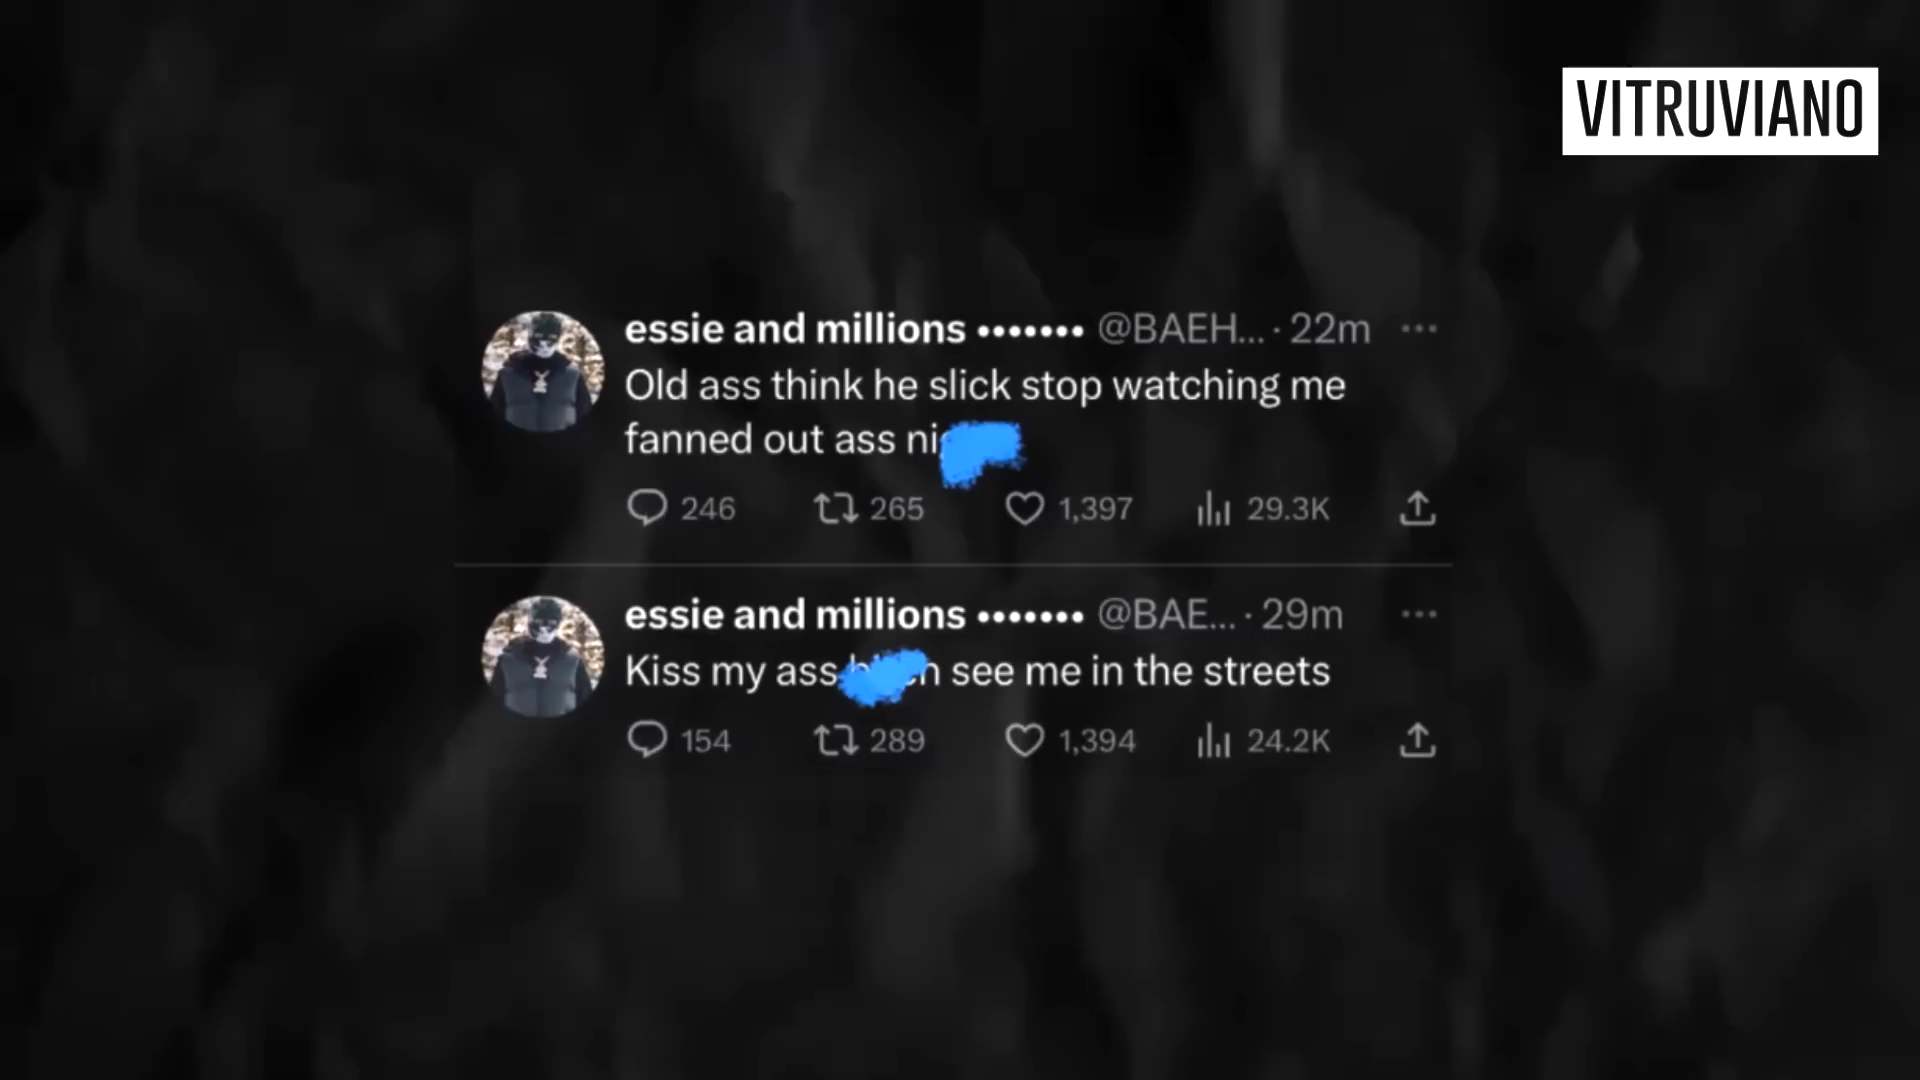 VITRUVIANO
essie and millions ••••••• @BAEH... · 22m ...
Old ass think he slick stop watching me
fanned out ass
246 265 1,397 29.3K
essie and millions ••••••• @BAE... · 29m ...
Kiss my ass see me in the streets
154 289 1,394 24.2K